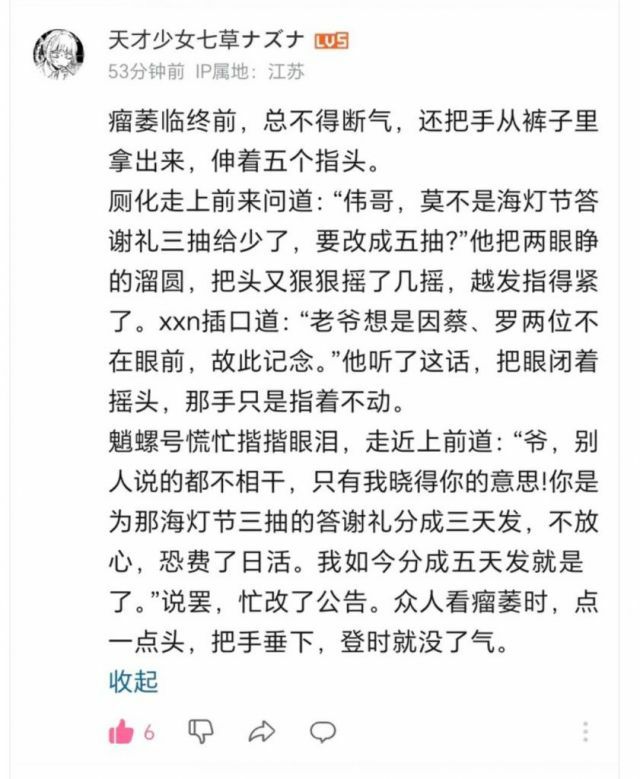 天才少女七草ナズナ LV5
53分钟前 IP属地：江苏
瘤萎临终前，总不得断气，还把手从裤子里
拿出来，伸着五个指头。
厕化走上前来问道：“伟哥，莫不是海灯节答
谢礼三抽给少了，要改成五抽?”他把两眼睁
的溜圆，把头又狠狠摇了几摇，越发指得紧
了。xxn插口道：“老爷想是因蔡、罗两位不
在眼前，故此记念。”他听了这话，把眼闭着
摇头，那手只是指着不动。
魈螺号慌忙揩揩眼泪，走近上前道：“爷，别
人说的都不相干，只有我晓得你的意思!你是
为那海灯节三抽的答谢礼分成三天发，不放
心，恐费了日活。我如今分成五天发就是
了。”说罢，忙改了公告。众人看瘤萎时，点
一点头，把手垂下，登时就没了气。
收起
6